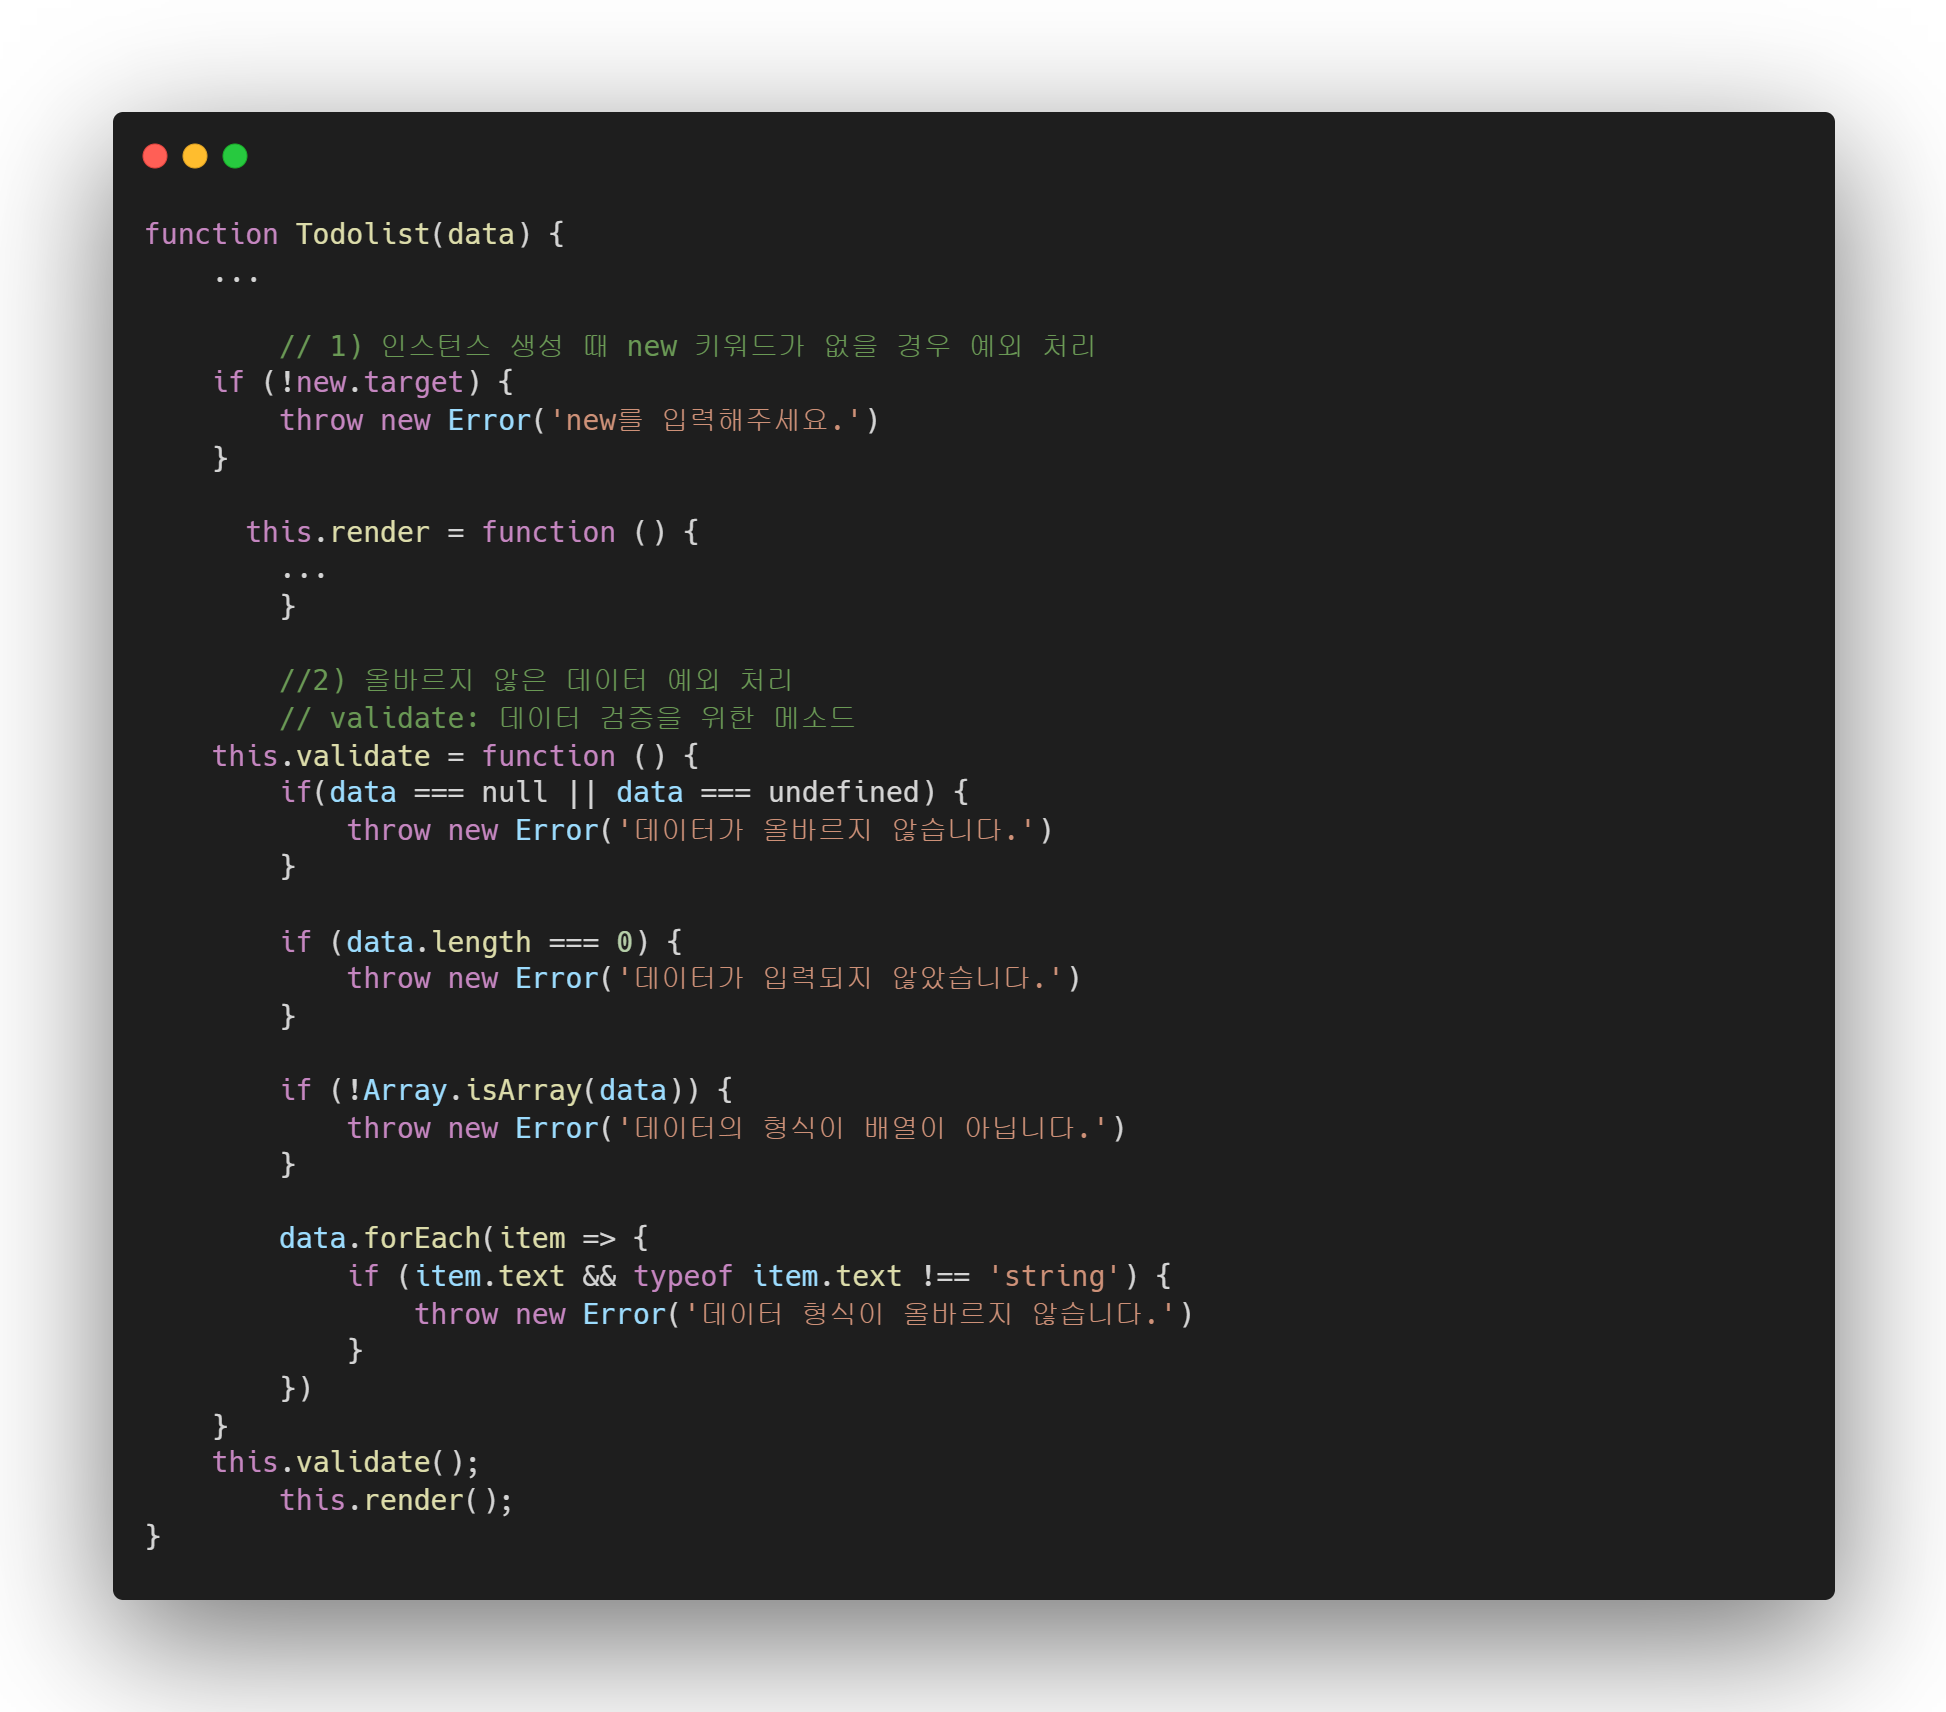 function Todolist(data) {
    ...

        // 1) 인스턴스 생성 때 new 키워드가 없을 경우 예외 처리
    if (!new.target) {
        throw new Error('new를 입력해주세요.')
    }

      this.render = function () {
        ...
        }

        //2) 올바르지 않은 데이터 예외 처리
        // validate: 데이터 검증을 위한 메소드
    this.validate = function () {
        if(data === null || data === undefined) {
            throw new Error('데이터가 올바르지 않습니다.')
        }

        if (data.length === 0) {
            throw new Error('데이터가 입력되지 않았습니다.')
        }

        if (!Array.isArray(data)) {
            throw new Error('데이터의 형식이 배열이 아닙니다.')
        }

        data.forEach(item => {
            if (item.text && typeof item.text !== 'string') {
                throw new Error('데이터 형식이 올바르지 않습니다.')
            }
        })
    }
    this.validate();
        this.render();
}